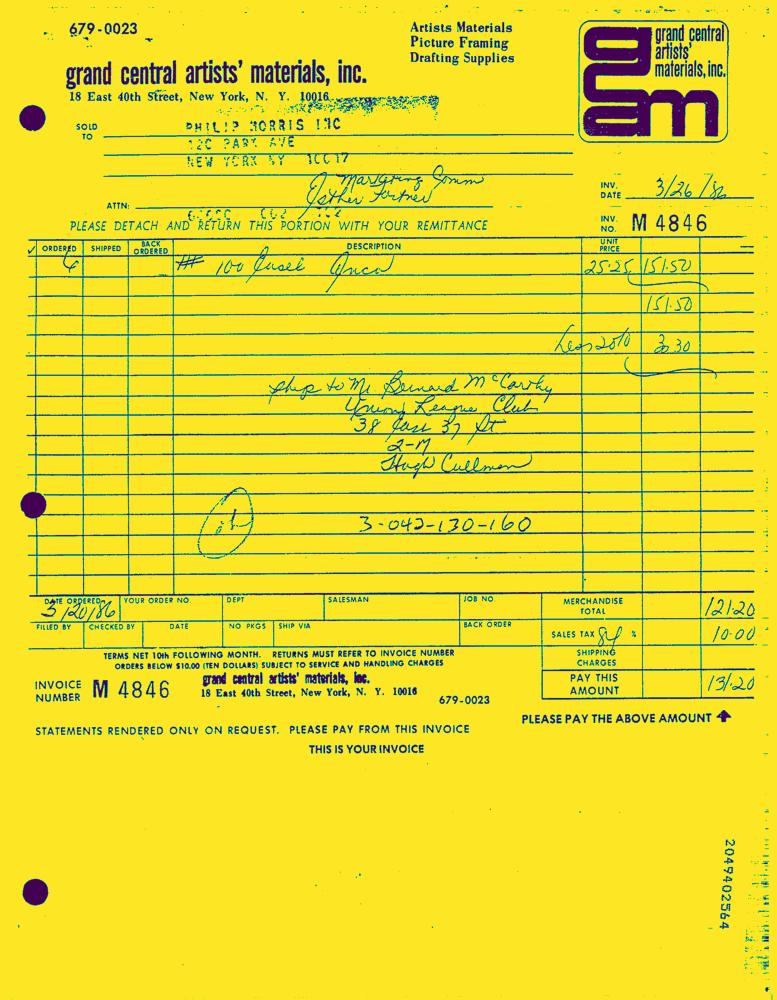 679-0023
Artists Materials
Picture Framing
Drafting Supplies
grand central artists' materials, inc.
18 East 40th Street, New York, N. Y. 10016
grand central
artists'
materials, inc.
gcam
SOLD
TO
PHILIP MORRIS INC
120 PARK AVE
NEW YORK NY 10017
Esther Fortner
ATTN:
INV.
DATE 3/26/86
INV.
NO. M 4846
PLEASE DETACH AND RETURN THIS PORTION WITH YOUR REMITTANCE
✓ ORDERED SHIPPED BACK ORDERED DESCRIPTION UNIT PRICE
100 Easel Anco 25.25 151.50
151.50
Less 20% 30.30
Ship to Mr. Bernard McCarthy
Union League Club
38 East 37 St
Hugh Cullman
ok 3-042-130-160
DATE ORDERED 3/20/86 YOUR ORDER NO. DEPT SALESMAN JOB NO. MERCHANDISE TOTAL 121.20
FILLED BY CHECKED BY DATE NO PKGS SHIP VIA BACK ORDER SALES TAX % 10.00
SHIPPING
CHARGES
TERMS NET 10th FOLLOWING MONTH. RETURNS MUST REFER TO INVOICE NUMBER
ORDERS BELOW $10.00 (TEN DOLLARS) SUBJECT TO SERVICE AND HANDLING CHARGES
PAY THIS
AMOUNT 131.20
INVOICE
NUMBER M 4846
grand central artists' materials, inc.
18 East 40th Street, New York, N. Y. 10016
679-0023
PLEASE PAY THE ABOVE AMOUNT
STATEMENTS RENDERED ONLY ON REQUEST. PLEASE PAY FROM THIS INVOICE
THIS IS YOUR INVOICE
2049402564